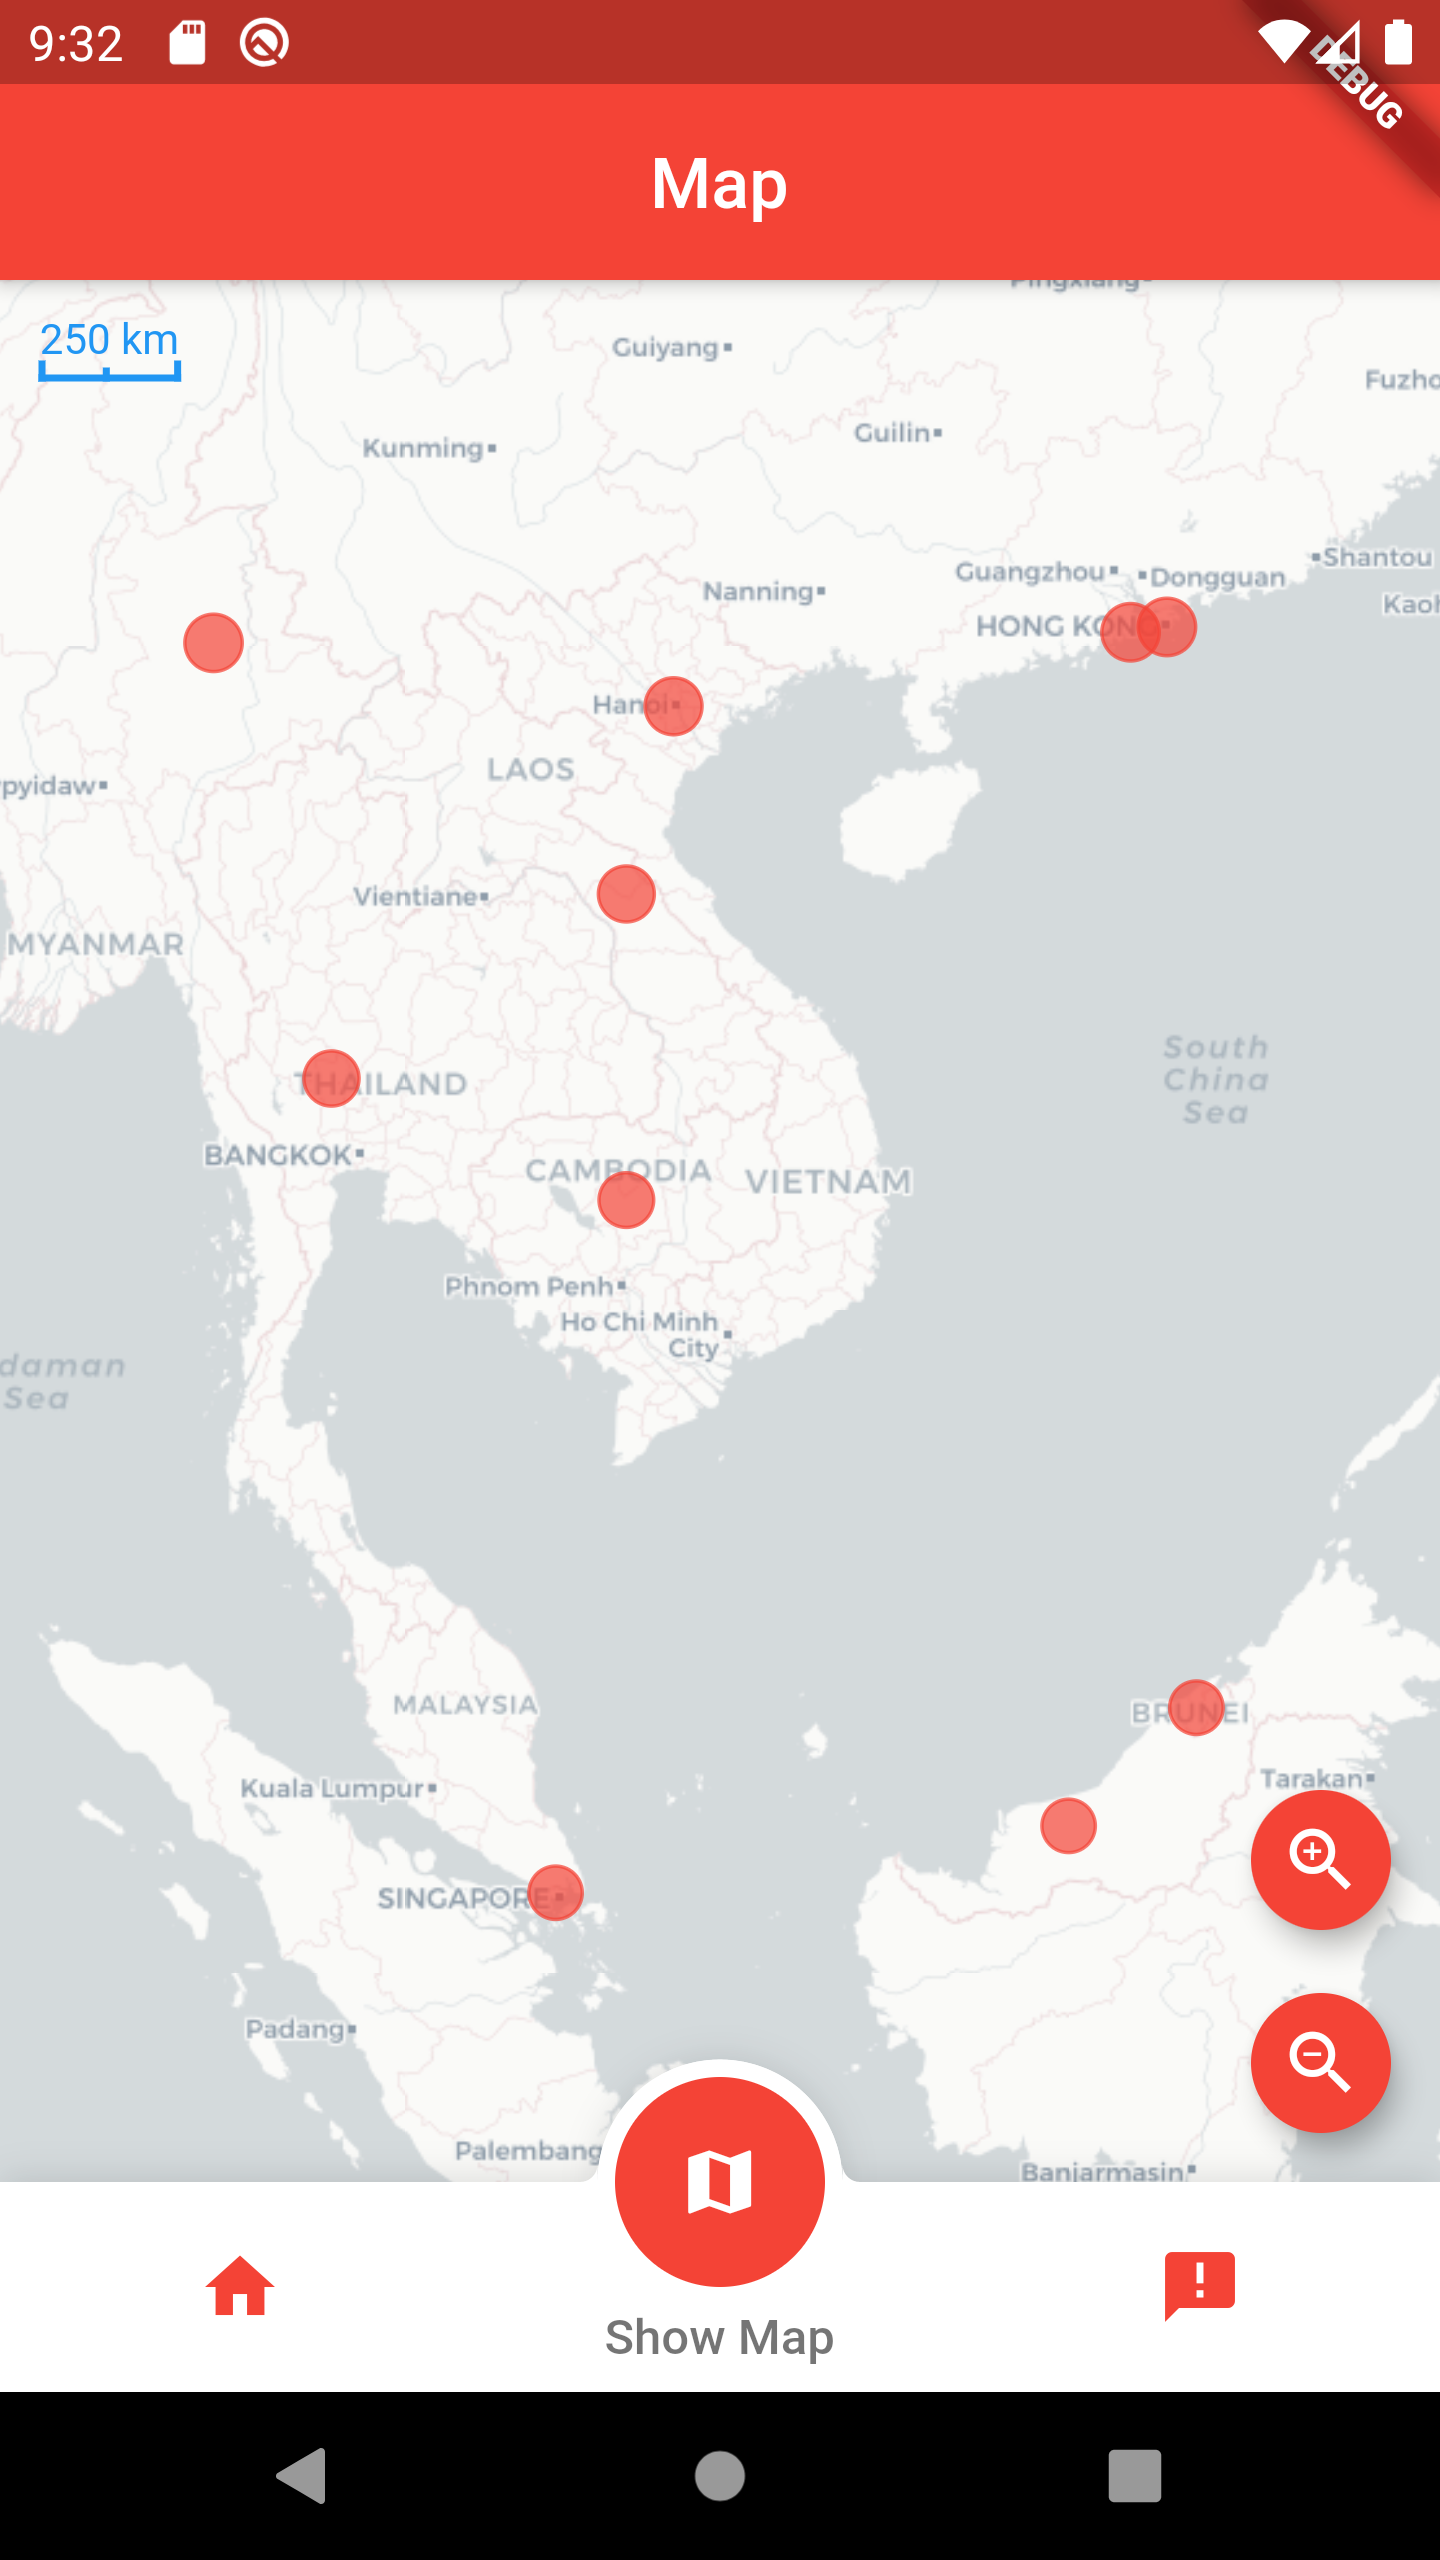 9:32
DEBUG
Map
Pingxiang
250 km
Guiyang
Fuzho
Guilin
Kunming
Shantou
Guangzhou
Dongguan
Nanning
Kaoh
HONG KONG
Hanoi
LAOS
pyidaw
Vientiane
MYANMAR
South
China
Sea
THAILAND
BANGKOK
CAMBODIA
VIETNAM
Phnom Penh
Ho Chi Minh
City
daman
Sea
MALAYSIA
BRUNEI
Tarakan
Kuala Lumpur
SINGAPORE
Padang
Palembang
Banjarmasin
Show Map